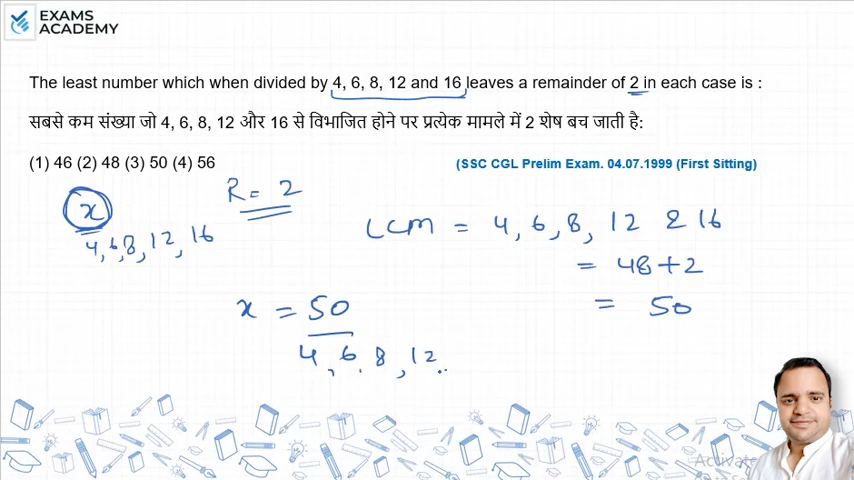 EXAMS
ACADEMY
The least number which when divided by 4, 6, 8, 12 and 16 leaves a remainder of 2 in each case is :
सबसे कम संख्या जो 4, 6, 8, 12 और 16 से विभाजित होने पर प्रत्येक मामले में 2 शेष बच जाती है:
(1) 46 (2) 48 (3) 50 (4) 56
(SSC CGL Prelim Exam. 04.07.1999 (First Sitting)
x
R = 2
4, 6, 8, 12, 16
LCM = 4, 6, 8, 12 & 16
= 48 + 2
= 50
x = 50
4, 6, 8, 12..
Activate